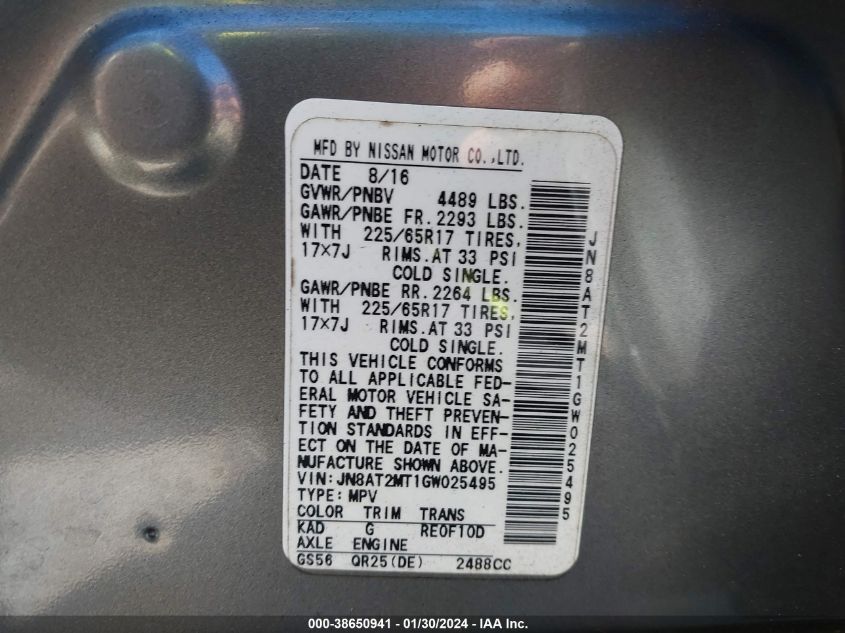 MFD BY NISSAN MOTOR CO.,LTD.
DATE 8/16
GVWR/PNBV 4489 LBS.
GAWR/PNBE FR. 2293 LBS.
WITH 225/65R17 TIRES,
17×7J RIMS.AT 33 PSI
COLD SINGLE.
GAWR/PNBE RR. 2264 LBS.
WITH 225/65R17 TIRES,
17×7J RIMS.AT 33 PSI
COLD SINGLE.
THIS VEHICLE CONFORMS
TO ALL APPLICABLE FED-
ERAL MOTOR VEHICLE SA-
FETY AND THEFT PREVEN-
TION STANDARDS IN EFF-
ECT ON THE DATE OF MA-
NUFACTURE SHOWN ABOVE.
VIN:JN8AT2MT1GW025495
TYPE:MPV
COLOR TRIM TRANS
KAD G RE0F10D
AXLE ENGINE
GS56 QR25(DE) 2488CC
JN8AT2MT1GW025495
000-38650941 - 01/30/2024 - IAA Inc.